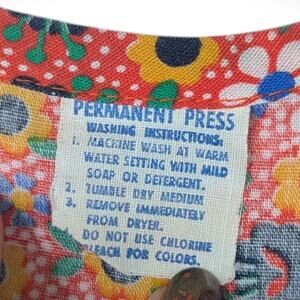 PERMANENT PRESS
WASHING INSTRUCTIONS:
1. MACHINE WASH AT WARM
WATER SETTING WITH MILD
SOAP OR DETERGENT.
2. TUMBLE DRY MEDIUM
3. REMOVE IMMEDIATELY
FROM DRYER.
DO NOT USE CHLORINE
BLEACH FOR COLORS.